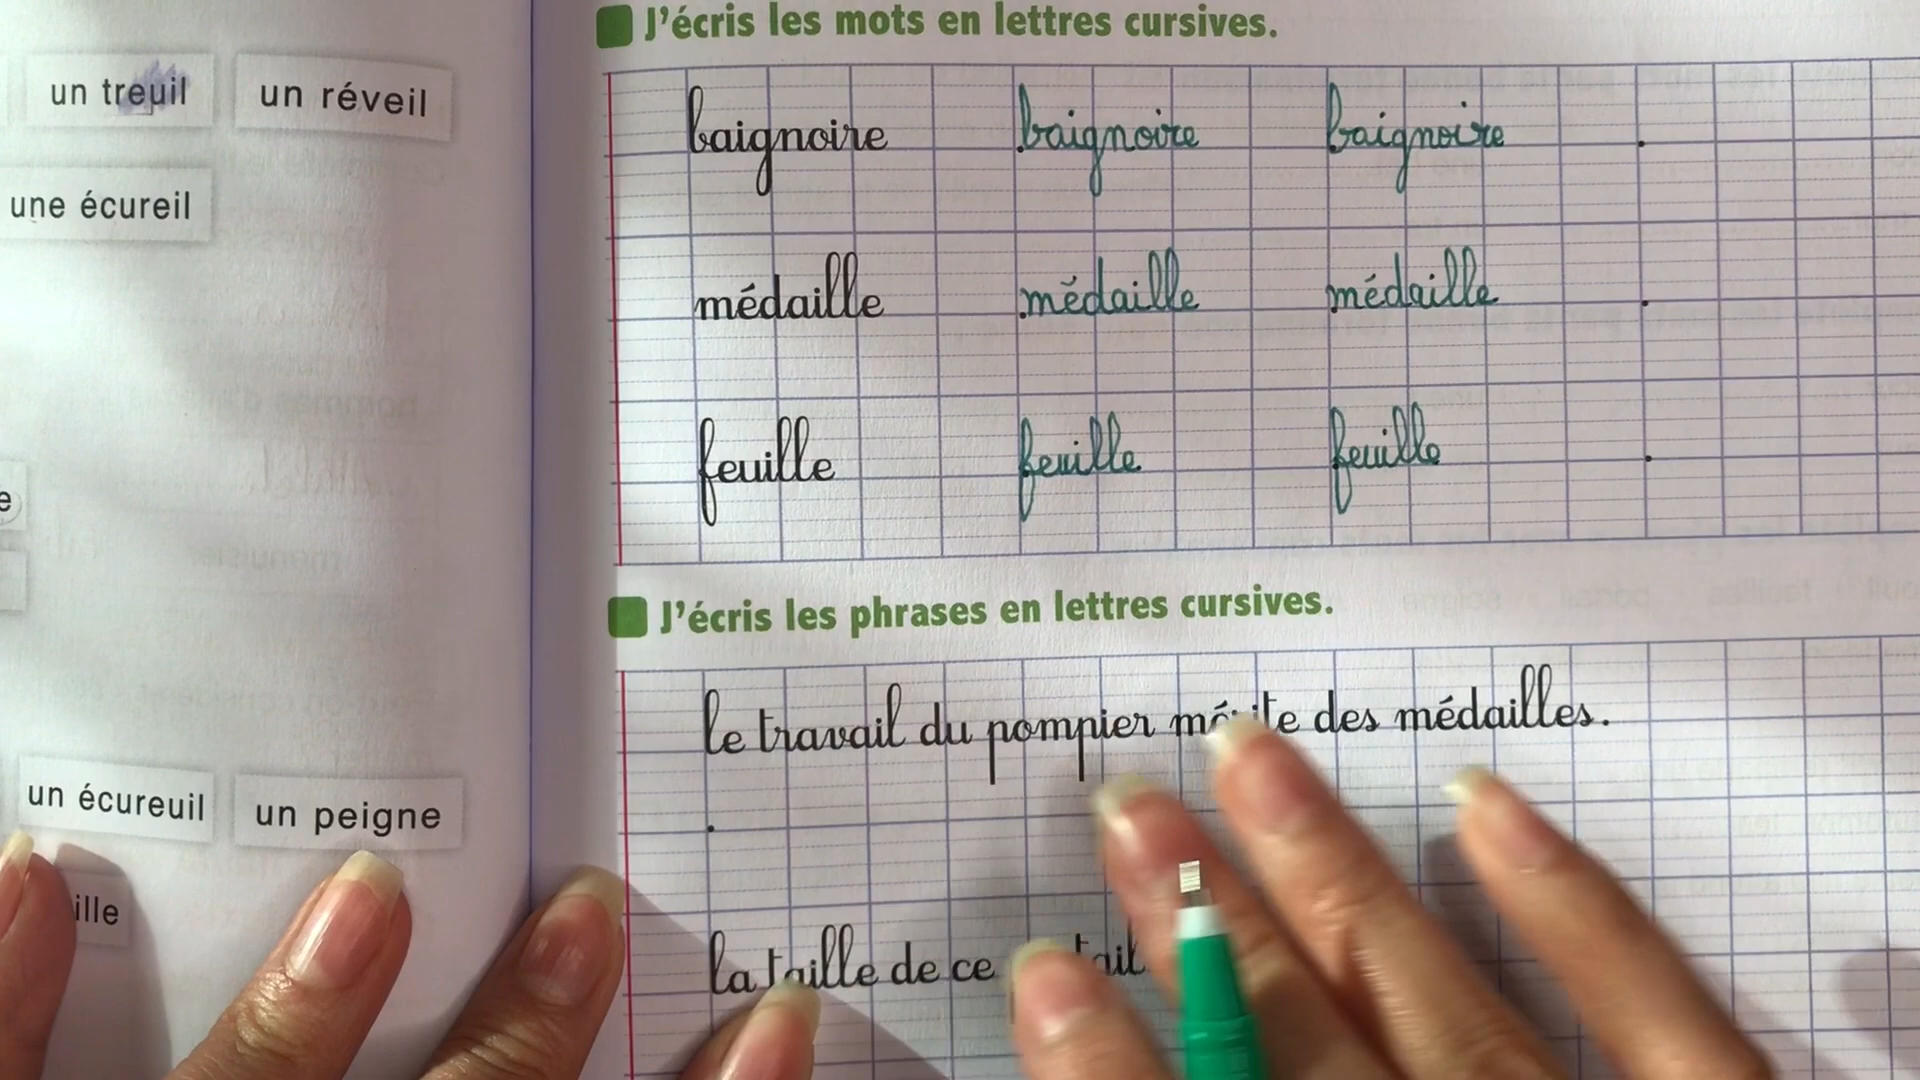 un treuil un réveil
une écureil
e
un écureuil un peigne
ille
J'écris les mots en lettres cursives.
baignoire baignoire baignoire .
médaille médaille médaille .
feuille feuille feuille .
J'écris les phrases en lettres cursives.
le travail du pompier mérite des médailles.
.
la taille de ce